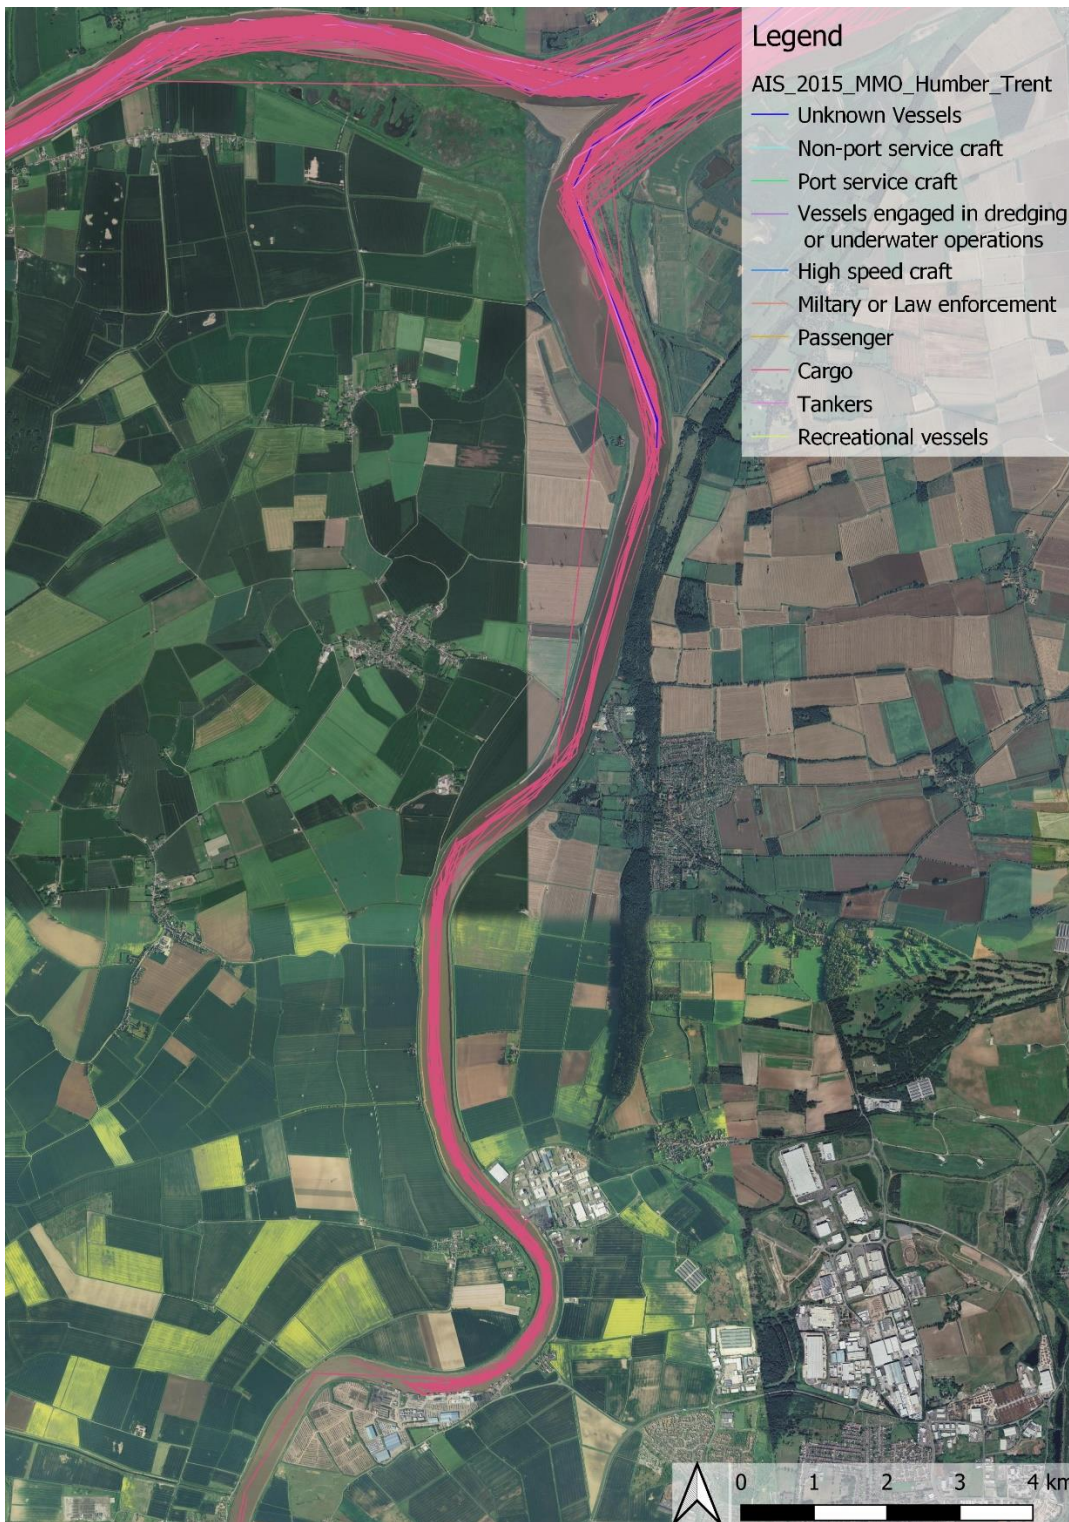 Legend
AIS_2015_MMO_Humber_Trent
Unknown Vessels
Non-port service craft
Port service craft
Vessels engaged in dredging
or underwater operations
High speed craft
Miltary or Law enforcement
Passenger
Cargo
Tankers
Recreational vessels
0 1 2 3 4 km